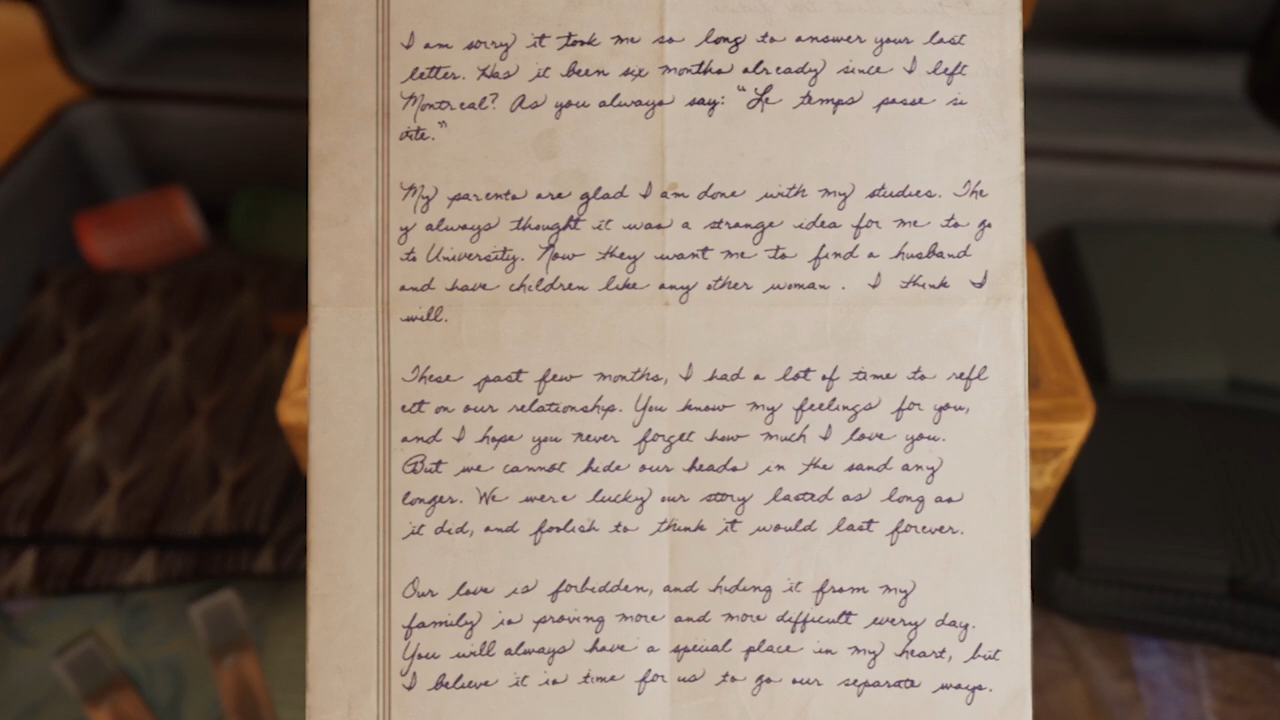 I am sorry it took me so long to answer your last
letter. Has it been six months already since I left
Montreal? As you always say: "Le temps passe si
vite."
My parents are glad I am done with my studies. The
y always thought it was a strange idea for me to go
to University. Now they want me to find a husband
and have children like any other woman. I think I
will.
These past few months, I had a lot of time to refl
ect on our relationship. You know my feelings for you,
and I hope you never forget how much I love you.
But we cannot hide our heads in the sand any
longer. We were lucky our story lasted as long as
it did, and foolish to think it would last forever.
Our love is forbidden, and hiding it from my
family is proving more and more difficult every day.
You will always have a special place in my heart, but
I believe it is time for us to go our separate ways.